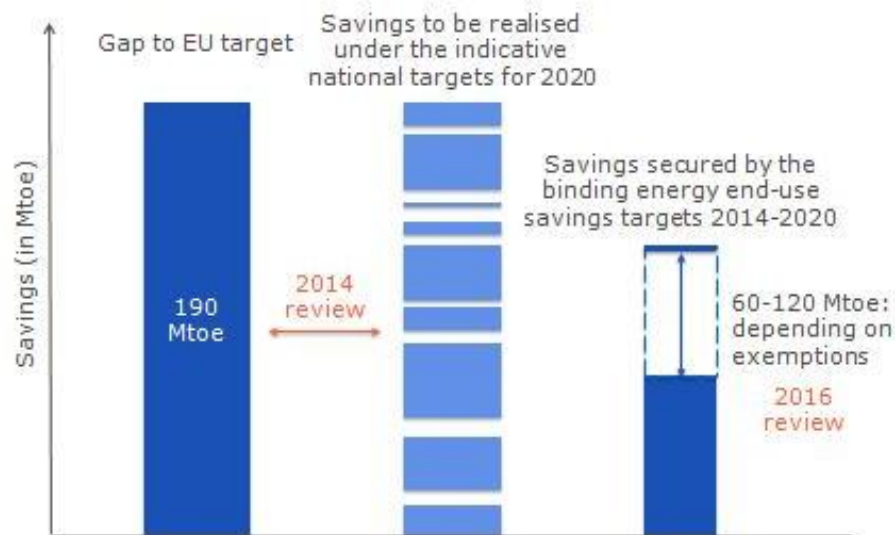 Gap to EU target
Savings to be realised
under the indicative
national targets for 2020
Savings secured by the
binding energy end-use
savings targets 2014-2020
Savings (in Mtoe)
190
Mtoe
2014
review
60-120 Mtoe:
depending on
exemptions
2016
review